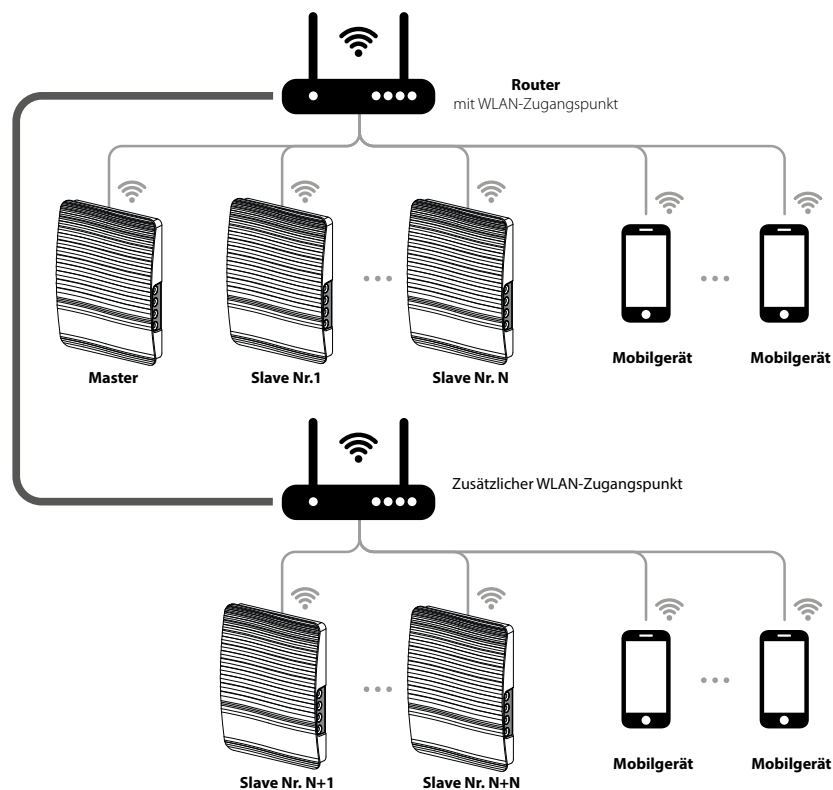 Router
mit WLAN-Zugangspunkt
Master
Slave Nr.1
Slave Nr. N
Mobilgerät
Mobilgerät
Zusätzlicher WLAN-Zugangspunkt
Slave Nr. N+1
Slave Nr. N+N
Mobilgerät
Mobilgerät